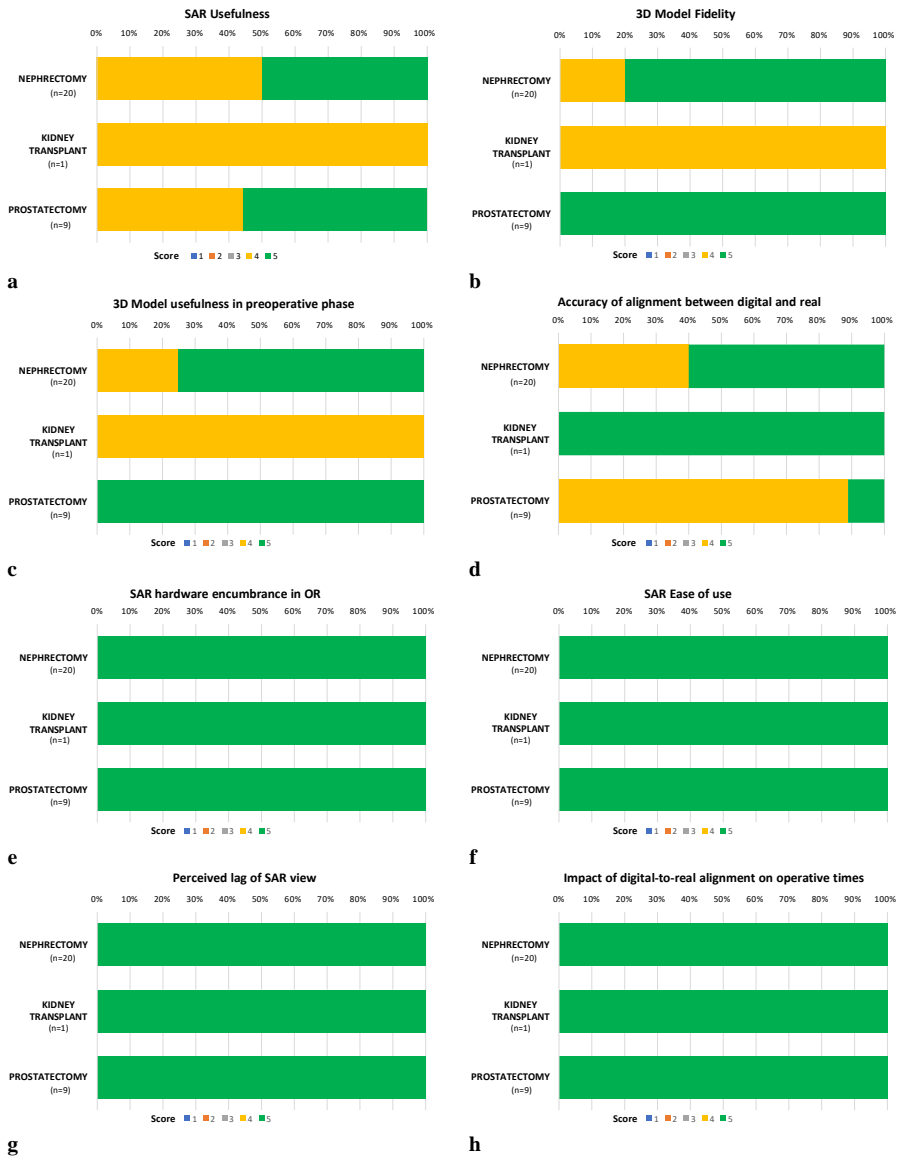 SAR Usefulness
0% 10% 20% 30% 40% 50% 60% 70% 80% 90% 100%
NEPHRECTOMY
(n=20)
KIDNEY
TRANSPLANT
(n=1)
PROSTATECTOMY
(n=9)
Score 1 2 3 4 5
a
3D Model Fidelity
0% 10% 20% 30% 40% 50% 60% 70% 80% 90% 100%
NEPHRECTOMY
(n=20)
KIDNEY
TRANSPLANT
(n=1)
PROSTATECTOMY
(n=9)
Score 1 2 3 4 5
b
3D Model usefulness in preoperative phase
0% 10% 20% 30% 40% 50% 60% 70% 80% 90% 100%
NEPHRECTOMY
(n=20)
KIDNEY
TRANSPLANT
(n=1)
PROSTATECTOMY
(n=9)
Score 1 2 3 4 5
c
Accuracy of alignment between digital and real
0% 10% 20% 30% 40% 50% 60% 70% 80% 90% 100%
NEPHRECTOMY
(n=20)
KIDNEY
TRANSPLANT
(n=1)
PROSTATECTOMY
(n=9)
Score 1 2 3 4 5
d
SAR hardware encumbrance in OR
0% 10% 20% 30% 40% 50% 60% 70% 80% 90% 100%
NEPHRECTOMY
(n=20)
KIDNEY
TRANSPLANT
(n=1)
PROSTATECTOMY
(n=9)
Score 1 2 3 4 5
e
SAR Ease of use
0% 10% 20% 30% 40% 50% 60% 70% 80% 90% 100%
NEPHRECTOMY
(n=20)
KIDNEY
TRANSPLANT
(n=1)
PROSTATECTOMY
(n=9)
Score 1 2 3 4 5
f
Perceived lag of SAR view
0% 10% 20% 30% 40% 50% 60% 70% 80% 90% 100%
NEPHRECTOMY
(n=20)
KIDNEY
TRANSPLANT
(n=1)
PROSTATECTOMY
(n=9)
Score 1 2 3 4 5
g
Impact of digital-to-real alignment on operative times
0% 10% 20% 30% 40% 50% 60% 70% 80% 90% 100%
NEPHRECTOMY
(n=20)
KIDNEY
TRANSPLANT
(n=1)
PROSTATECTOMY
(n=9)
Score 1 2 3 4 5
h